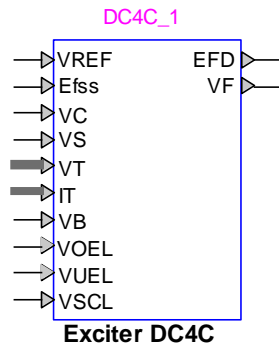 DC4C_1
VREF EFD
Efss VF
VC
VS
VT
IT
VB
VOEL
VUEL
VSCL
Exciter DC4C